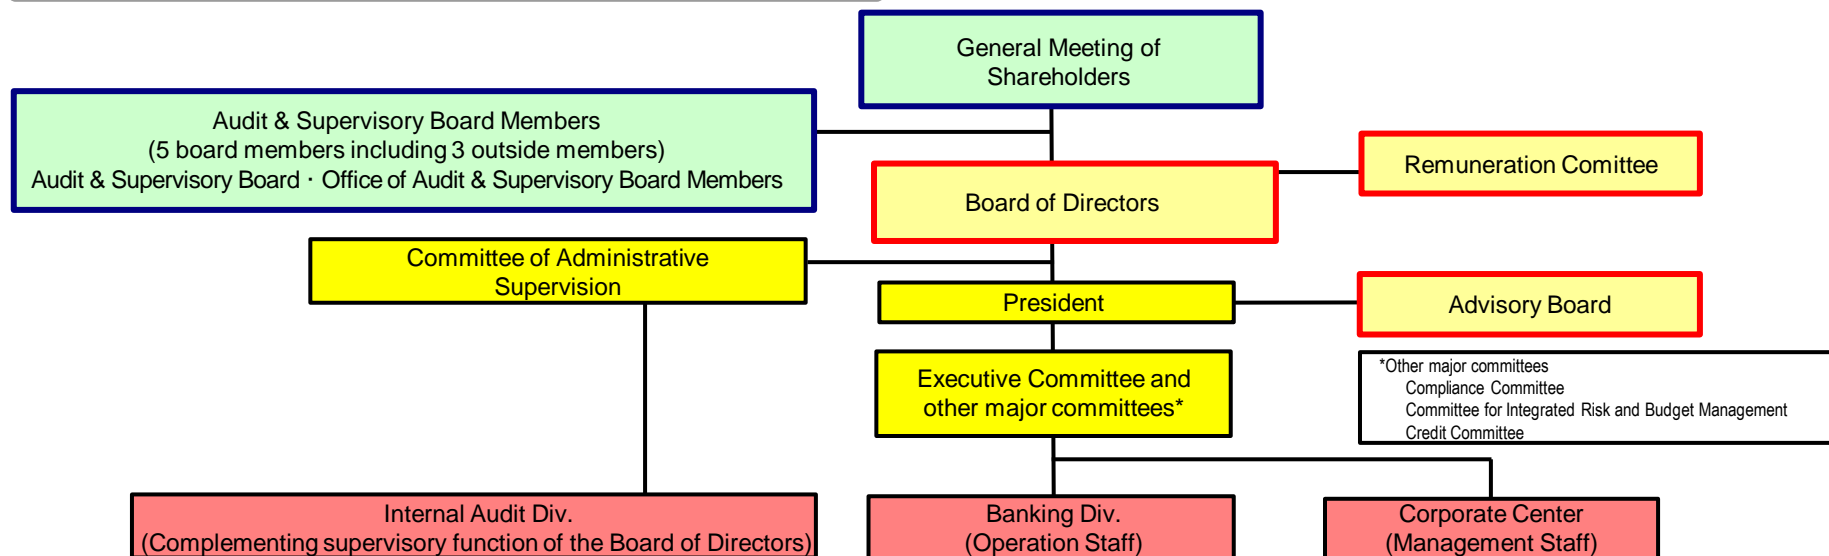 General Meeting of
Shareholders
Audit & Supervisory Board Members
(5 board members including 3 outside members)
Audit & Supervisory Board・Office of Audit & Supervisory Board Members
Remuneration Comittee
Board of Directors
Committee of Administrative
Supervision
President
Advisory Board
Executive Committee and
other major committees*
*Other major committees
Compliance Committee
Committee for Integrated Risk and Budget Management
Credit Committee
Internal Audit Div.
(Complementing supervisory function of the Board of Directors)
Banking Div.
(Operation Staff)
Corporate Center
(Management Staff)